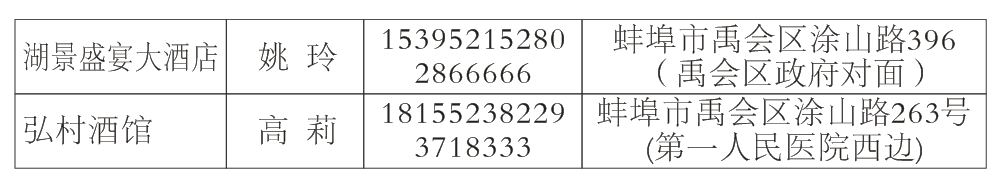 湖景盛宴大酒店 姚 玲 15395215280 蚌埠市禹会区涂山路396
2866666 （禹会区政府对面）
弘村酒馆 高 莉 18155238229 蚌埠市禹会区涂山路263号
3718333 (第一人民医院西边)